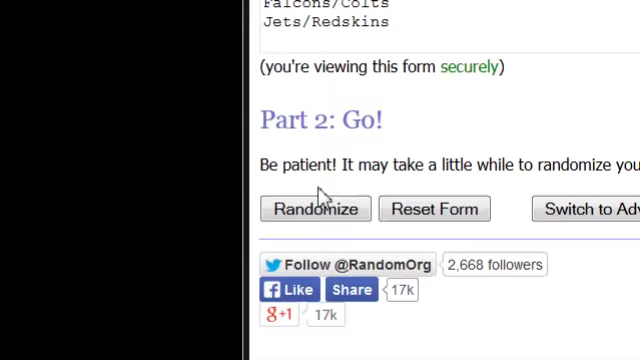 Falcons/Colts
Jets/Redskins
(you're viewing this form securely)
Part 2: Go!
Be patient! It may take a little while to randomize you
Randomize Reset Form Switch to Adv
Follow @RandomOrg 2,668 followers
Like Share 17k
g+1 17k